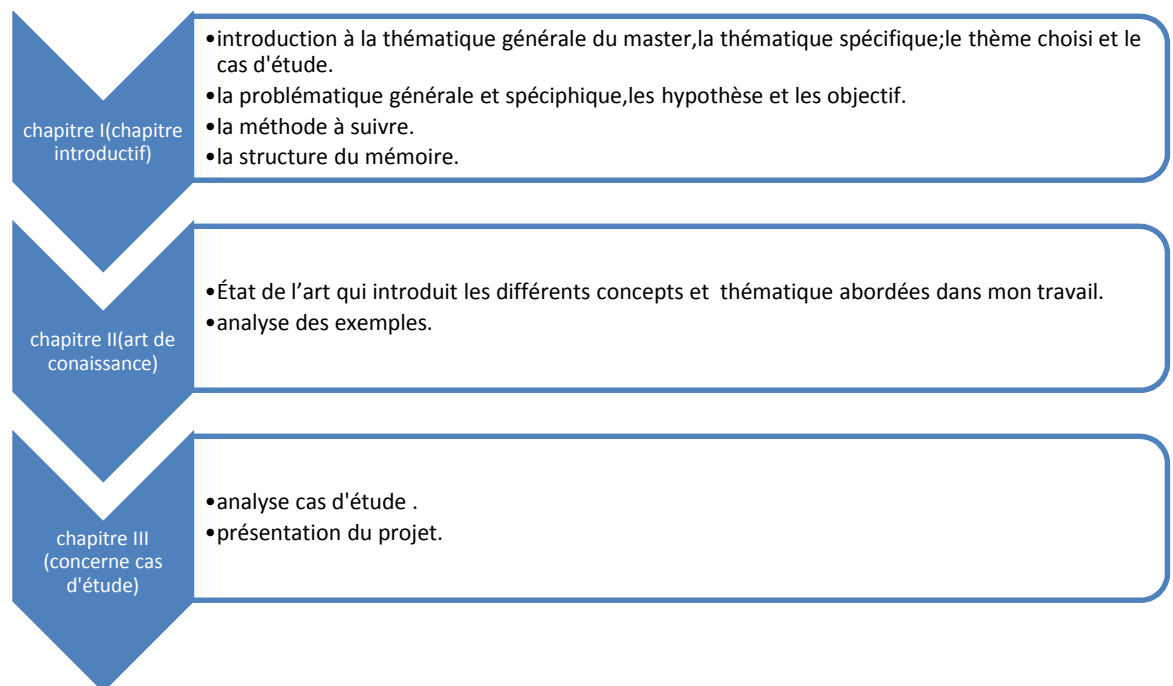 chapitre I(chapitre
introductif)
•introduction à la thématique générale du master,la thématique spécifique;le thème choisi et le
cas d'étude.
•la problématique générale et spéciphique,les hypothèse et les objectif.
•la méthode à suivre.
•la structure du mémoire.
chapitre II(art de
conaissance)
•État de l’art qui introduit les différents concepts et thématique abordées dans mon travail.
•analyse des exemples.
chapitre III
(concerne cas
d'étude)
•analyse cas d'étude .
•présentation du projet.